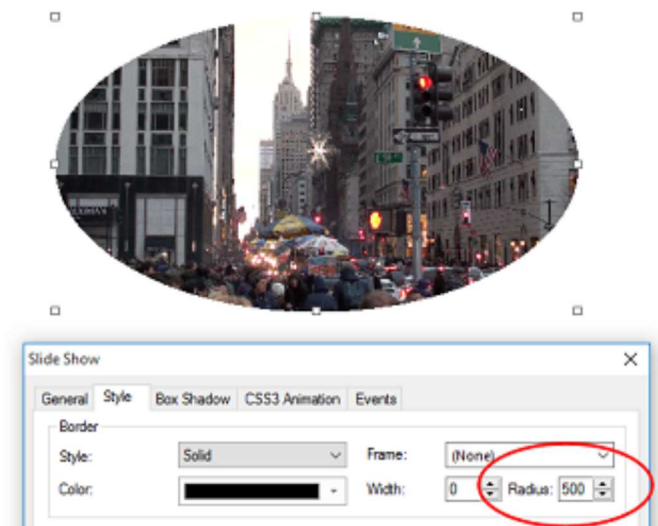 Slide Show
General Style Box Shadow CSS3 Animation Events
Border
Style: Solid Frame: (None)
Color: Width: 0 Radius: 500